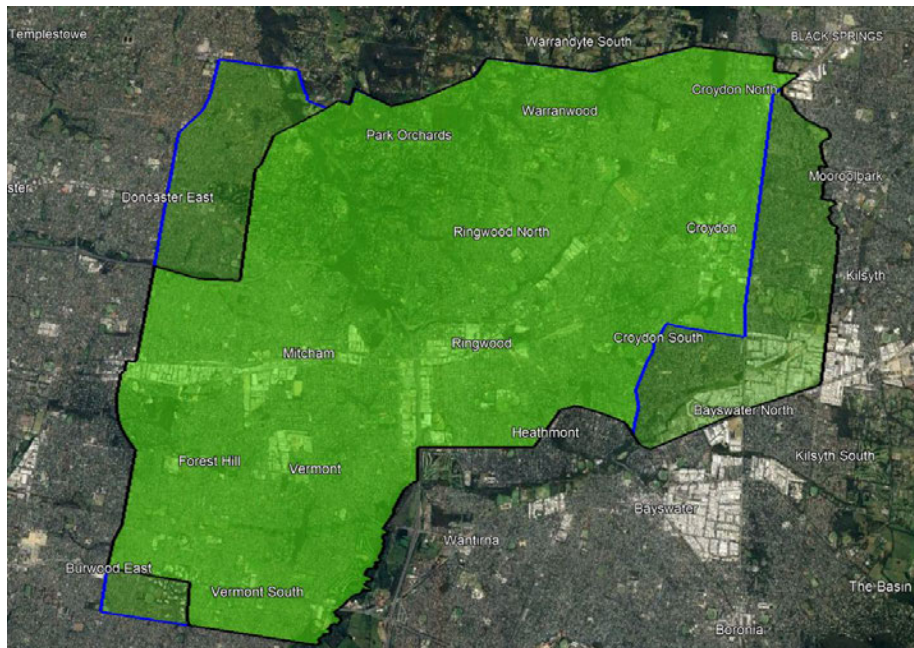 Templestowe
Warrandyte South
BLACK SPRINGS
Croydon North
Warranwood
Park Orchards
Mooroolbark
ster
Doncaster East
Ringwood North
Croydon
Kilsyth
Mitcham
Ringwood
Croydon South
Bayswater North
Heathmont
Forest Hill
Vermont
Kilsyth South
Bayswater
Wantirna
Burwood East
Vermont South
The Basin
Boronia